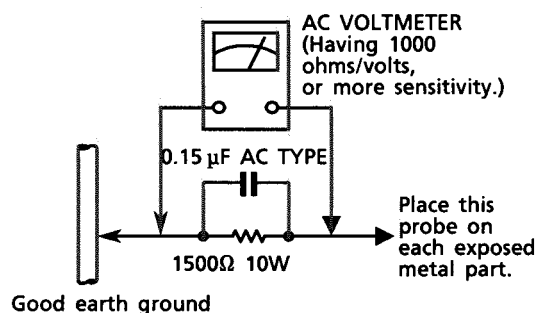 AC VOLTMETER
(Having 1000
ohms/volts,
or more sensitivity.)
0.15 µF AC TYPE
1500Ω 10W
Place this
probe on
each exposed
metal part.
Good earth ground